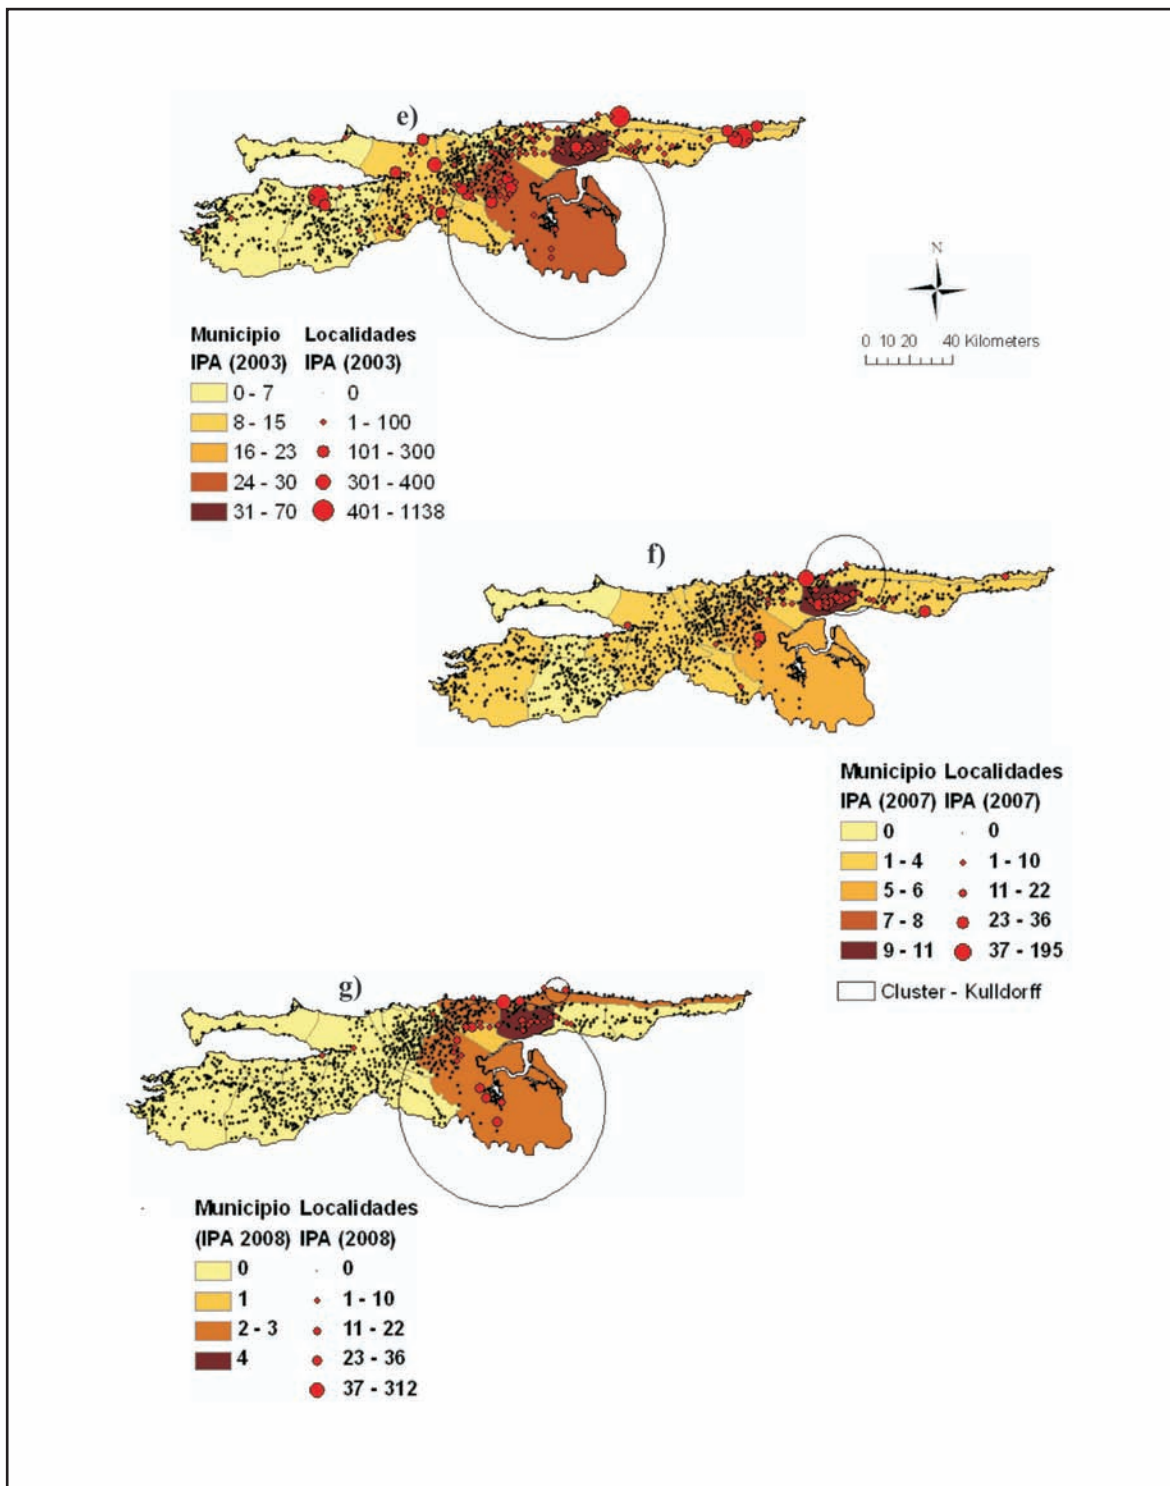 e)
N
0 10 20 40 Kilometers
Municipio Localidades
IPA (2003) IPA (2003)
0 - 7 0
8 - 15 1 - 100
16 - 23 101 - 300
24 - 30 301 - 400
31 - 70 401 - 1138
f)
Municipio Localidades
IPA (2007) IPA (2007)
0 0
1 - 4 1 - 10
5 - 6 11 - 22
7 - 8 23 - 36
9 - 11 37 - 195
Cluster - Kulldorff
g)
Municipio Localidades
(IPA 2008) IPA (2008)
0 0
1 1 - 10
2 - 3 11 - 22
4 23 - 36
37 - 312